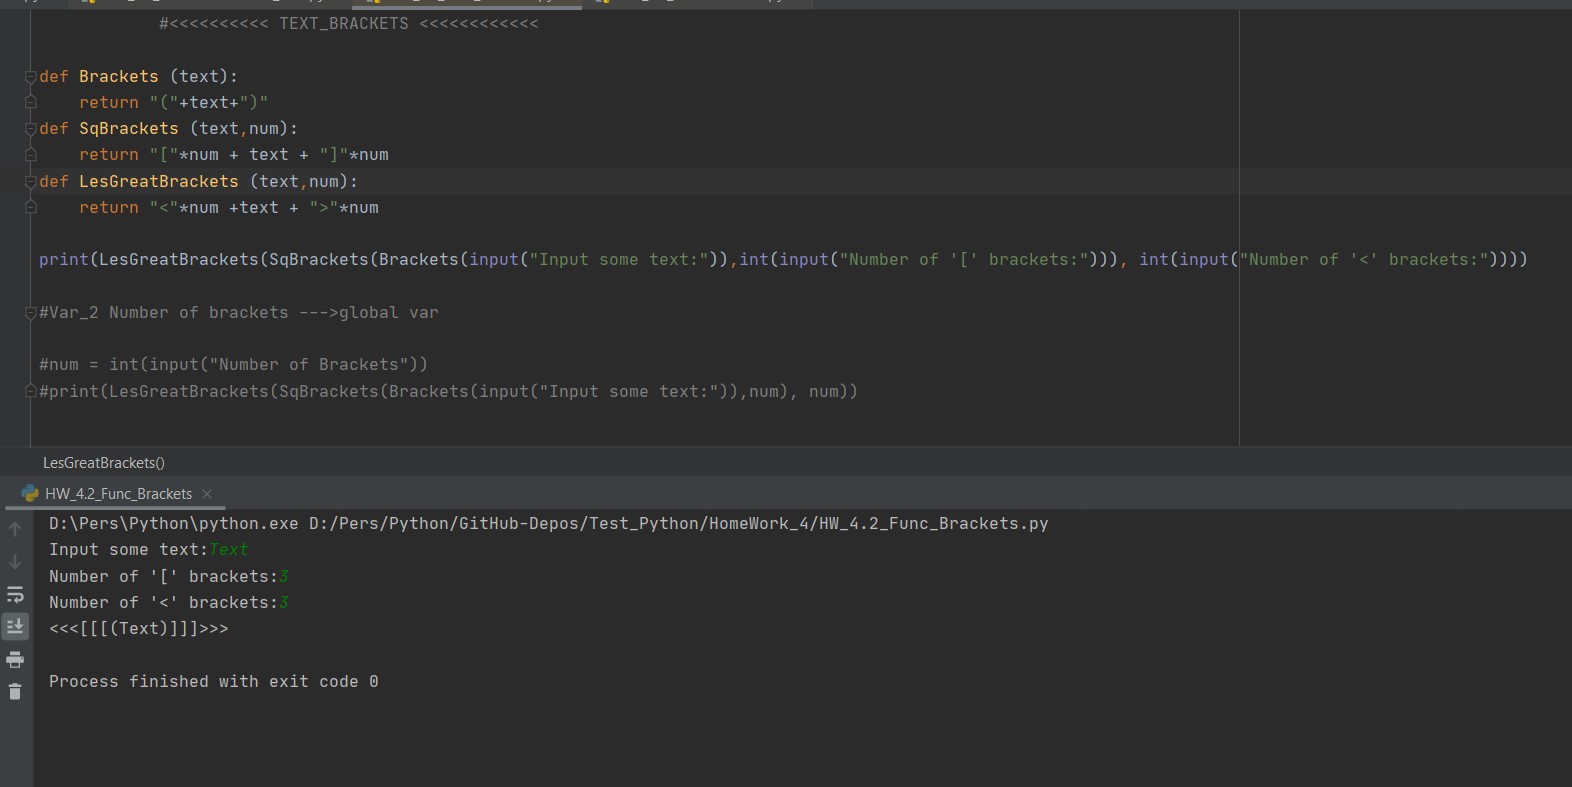 #<<<<<<<<<< TEXT_BRACKETS <<<<<<<<<<<<
def Brackets (text):
    return "("+text+")"
def SqBrackets (text,num):
    return "["*num + text + "]"*num
def LesGreatBrackets (text,num):
    return "<"*num +text + ">"*num
print(LesGreatBrackets(SqBrackets(Brackets(input("Input some text:")),int(input("Number of '[' brackets:"))), int(input("Number of '<' brackets:"))))
#Var_2 Number of brackets --->global var
#num = int(input("Number of Brackets"))
#print(LesGreatBrackets(SqBrackets(Brackets(input("Input some text:")),num), num))
LesGreatBrackets()
HW_4.2_Func_Brackets
D:\Pers\Python\python.exe D:/Pers/Python/GitHub-Depos/Test_Python/HomeWork_4/HW_4.2_Func_Brackets.py
Input some text:Text
Number of '[' brackets:3
Number of '<' brackets:3
<<<[[[(Text)]]]>>>
Process finished with exit code 0